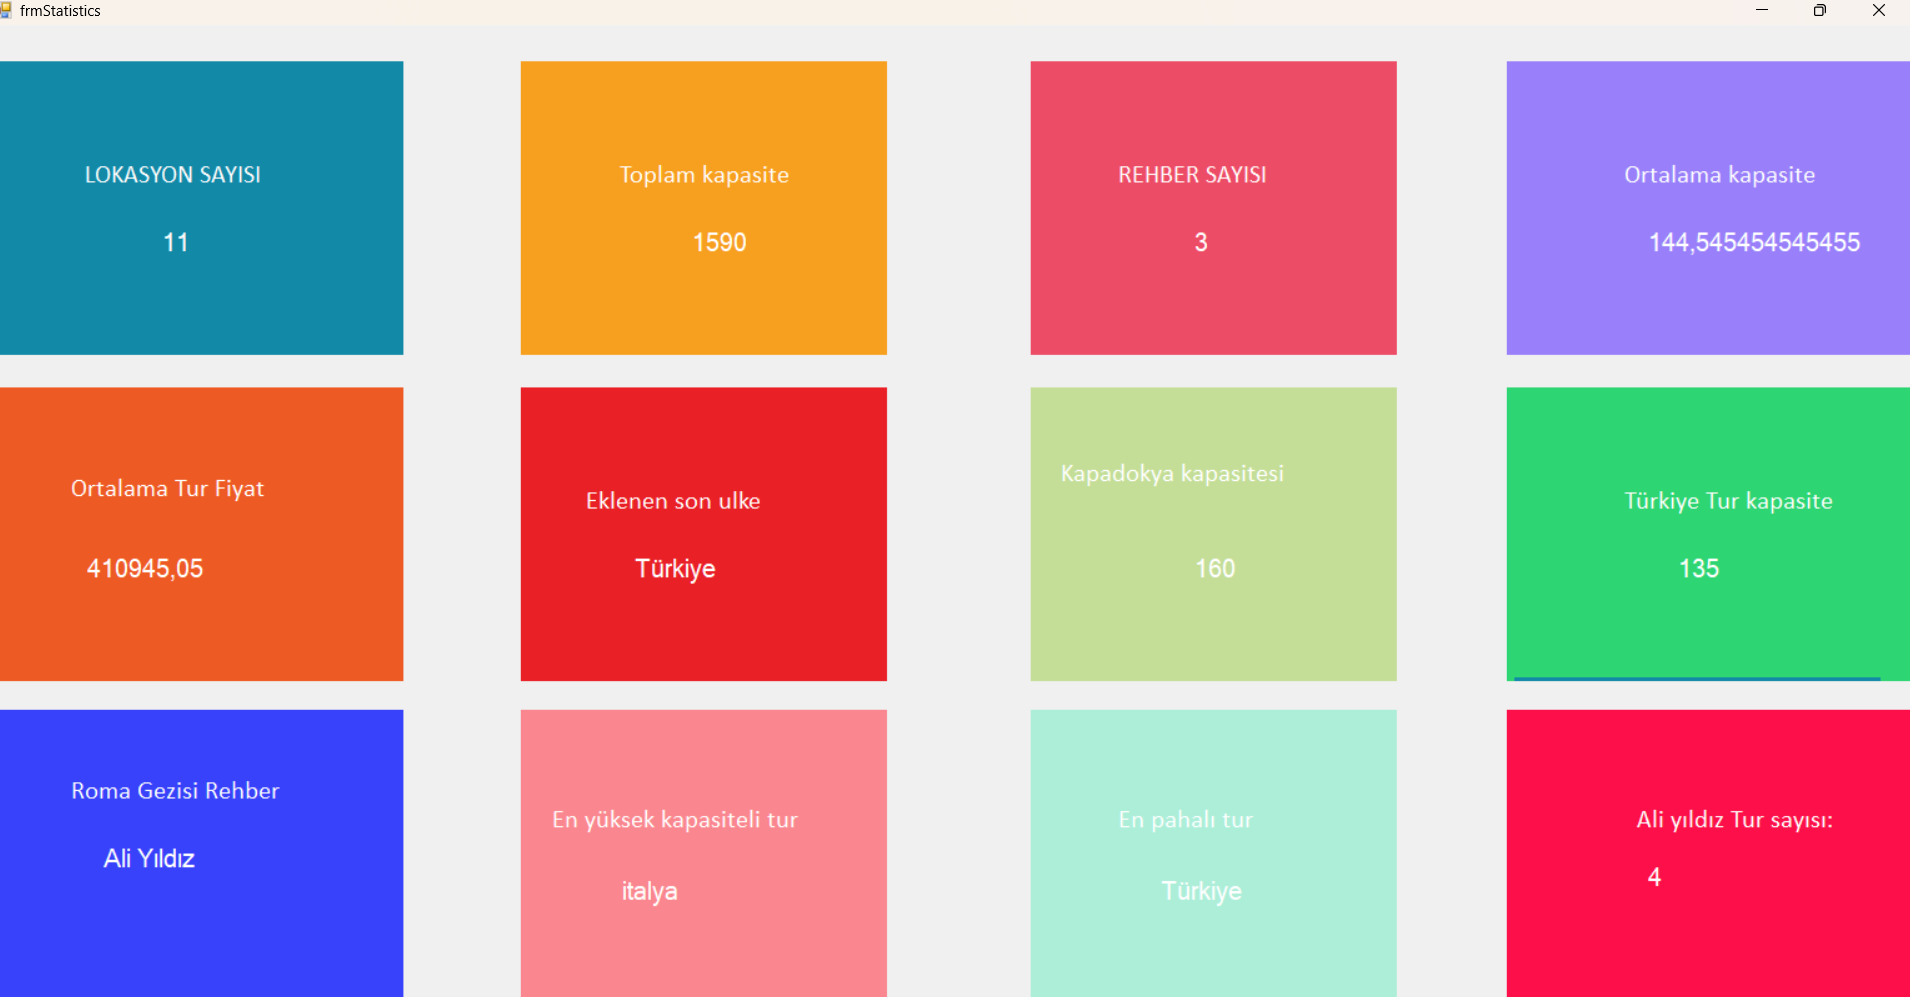 frmStatistics
LOKASYON SAYISI
11
Toplam kapasite
1590
REHBER SAYISI
3
Ortalama kapasite
144,545454545455
Ortalama Tur Fiyat
410945,05
Eklenen son ulke
Türkiye
Kapadokya kapasitesi
160
Türkiye Tur kapasite
135
Roma Gezisi Rehber
Ali Yıldız
En yüksek kapasiteli tur
italya
En pahalı tur
Türkiye
Ali yıldız Tur sayısı:
4